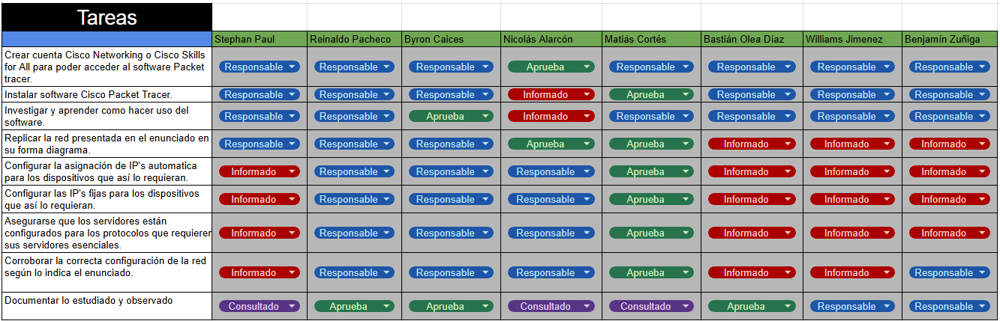 Tareas
Stephan Paul Reinaldo Pacheco Byron Caices Nicolás Alarcón Matiás Cortés Bastián Olea Díaz Williams Jimenez Benjamín Zuñiga
Crear cuenta Cisco Networking o Cisco Skills
for All para poder acceder al software Packet
tracer.
Responsable Responsable Responsable Aprueba Responsable Responsable Responsable Responsable
Instalar software Cisco Packet Tracer.
Responsable Responsable Responsable Informado Aprueba Responsable Responsable Responsable
Investigar y aprender como hacer uso del
software.
Responsable Responsable Aprueba Informado Responsable Responsable Responsable Responsable
Replicar la red presentada en el enunciado en
su forma diagrama.
Responsable Responsable Responsable Aprueba Aprueba Informado Informado Informado
Configurar la asignación de IP's automatica
para los dispositivos que así lo requieran.
Informado Responsable Responsable Responsable Aprueba Informado Informado Informado
Configurar las IP's fijas para los dispositivos
que así lo requieran.
Informado Responsable Responsable Responsable Aprueba Informado Informado Informado
Asegurarse que los servidores están
configurados para los protocolos que requieren
sus servidores esenciales.
Informado Responsable Responsable Responsable Aprueba Informado Informado Informado
Corroborar la correcta configuración de la red
según lo indica el enunciado.
Informado Responsable Responsable Responsable Aprueba Informado Informado Responsable
Documentar lo estudiado y observado
Consultado Aprueba Aprueba Consultado Consultado Aprueba Responsable Responsable